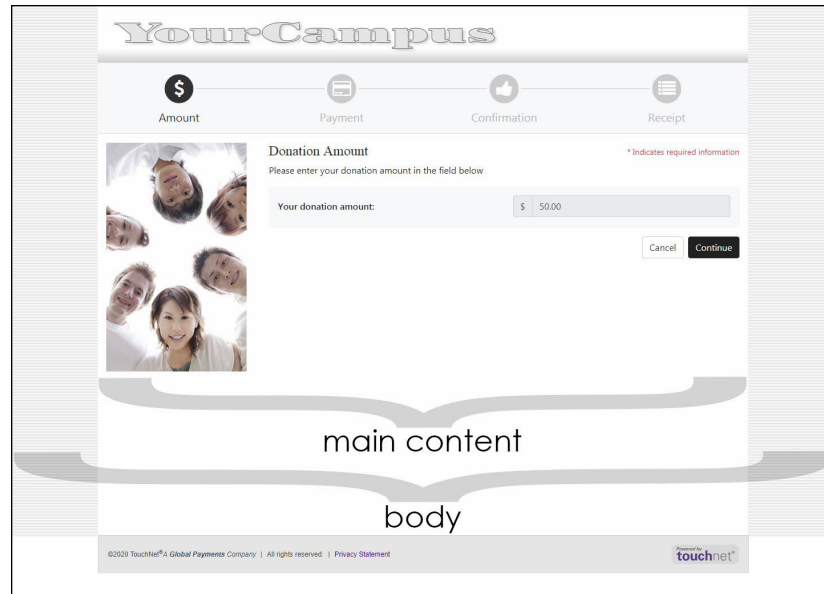 YourCampus
$
Amount
Payment
Confirmation
Receipt
Donation Amount
* Indicates required information
Please enter your donation amount in the field below
Your donation amount:
$ 50.00
Cancel
Continue
main content
body
©2020 TouchNet®A Global Payments Company | All rights reserved. | Privacy Statement
Powered by
touchnet®